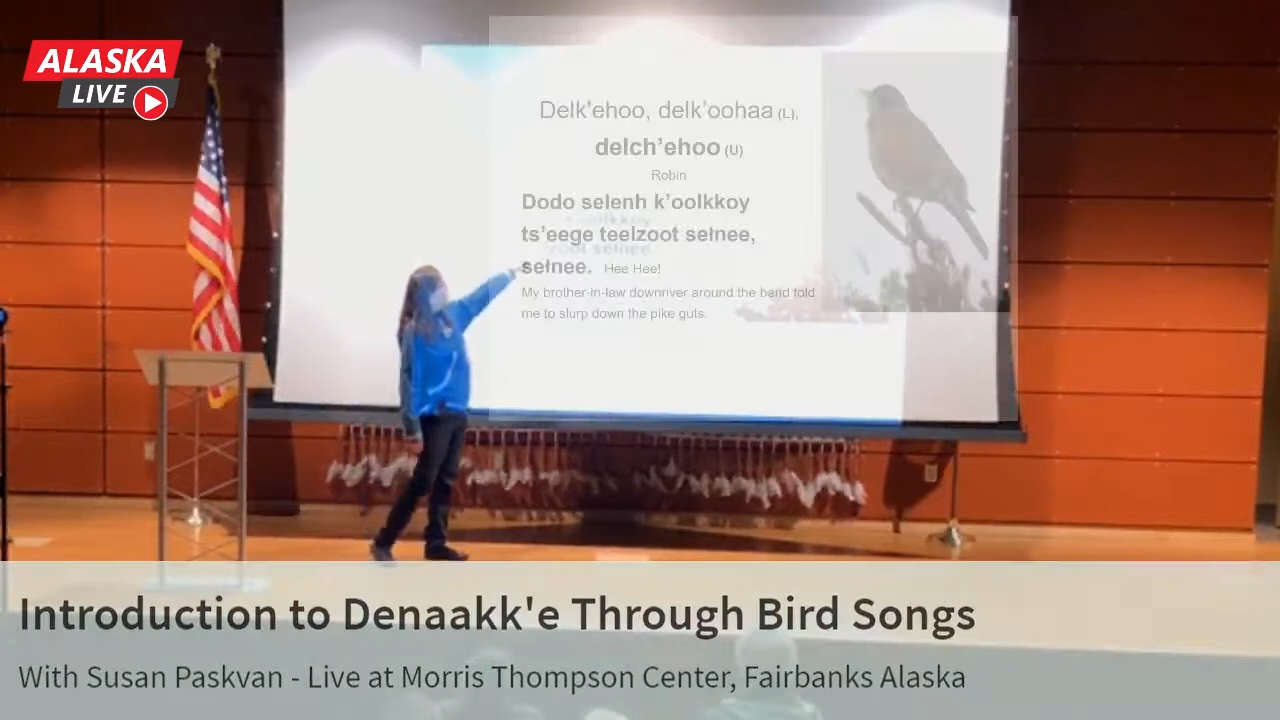 ALASKA
LIVE
Delk'ehoo, delk'oohaa (L),
delch'ehoo (U)
Robin
Dodo selenh k'oolkkoy
ts'eege teelzoot sełnee,
sełnee. Hee Hee!
My brother-in-law downriver around the bend told
me to slurp down the pike guts.
Introduction to Denaakk'e Through Bird Songs
With Susan Paskvan - Live at Morris Thompson Center, Fairbanks Alaska